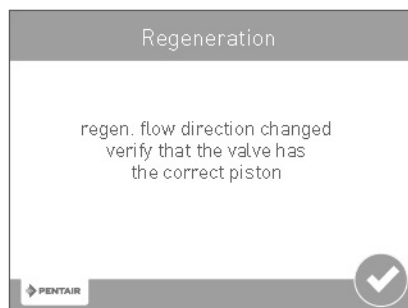 Regeneration
regen. flow direction changed
verify that the valve has
the correct piston
PENTAIR